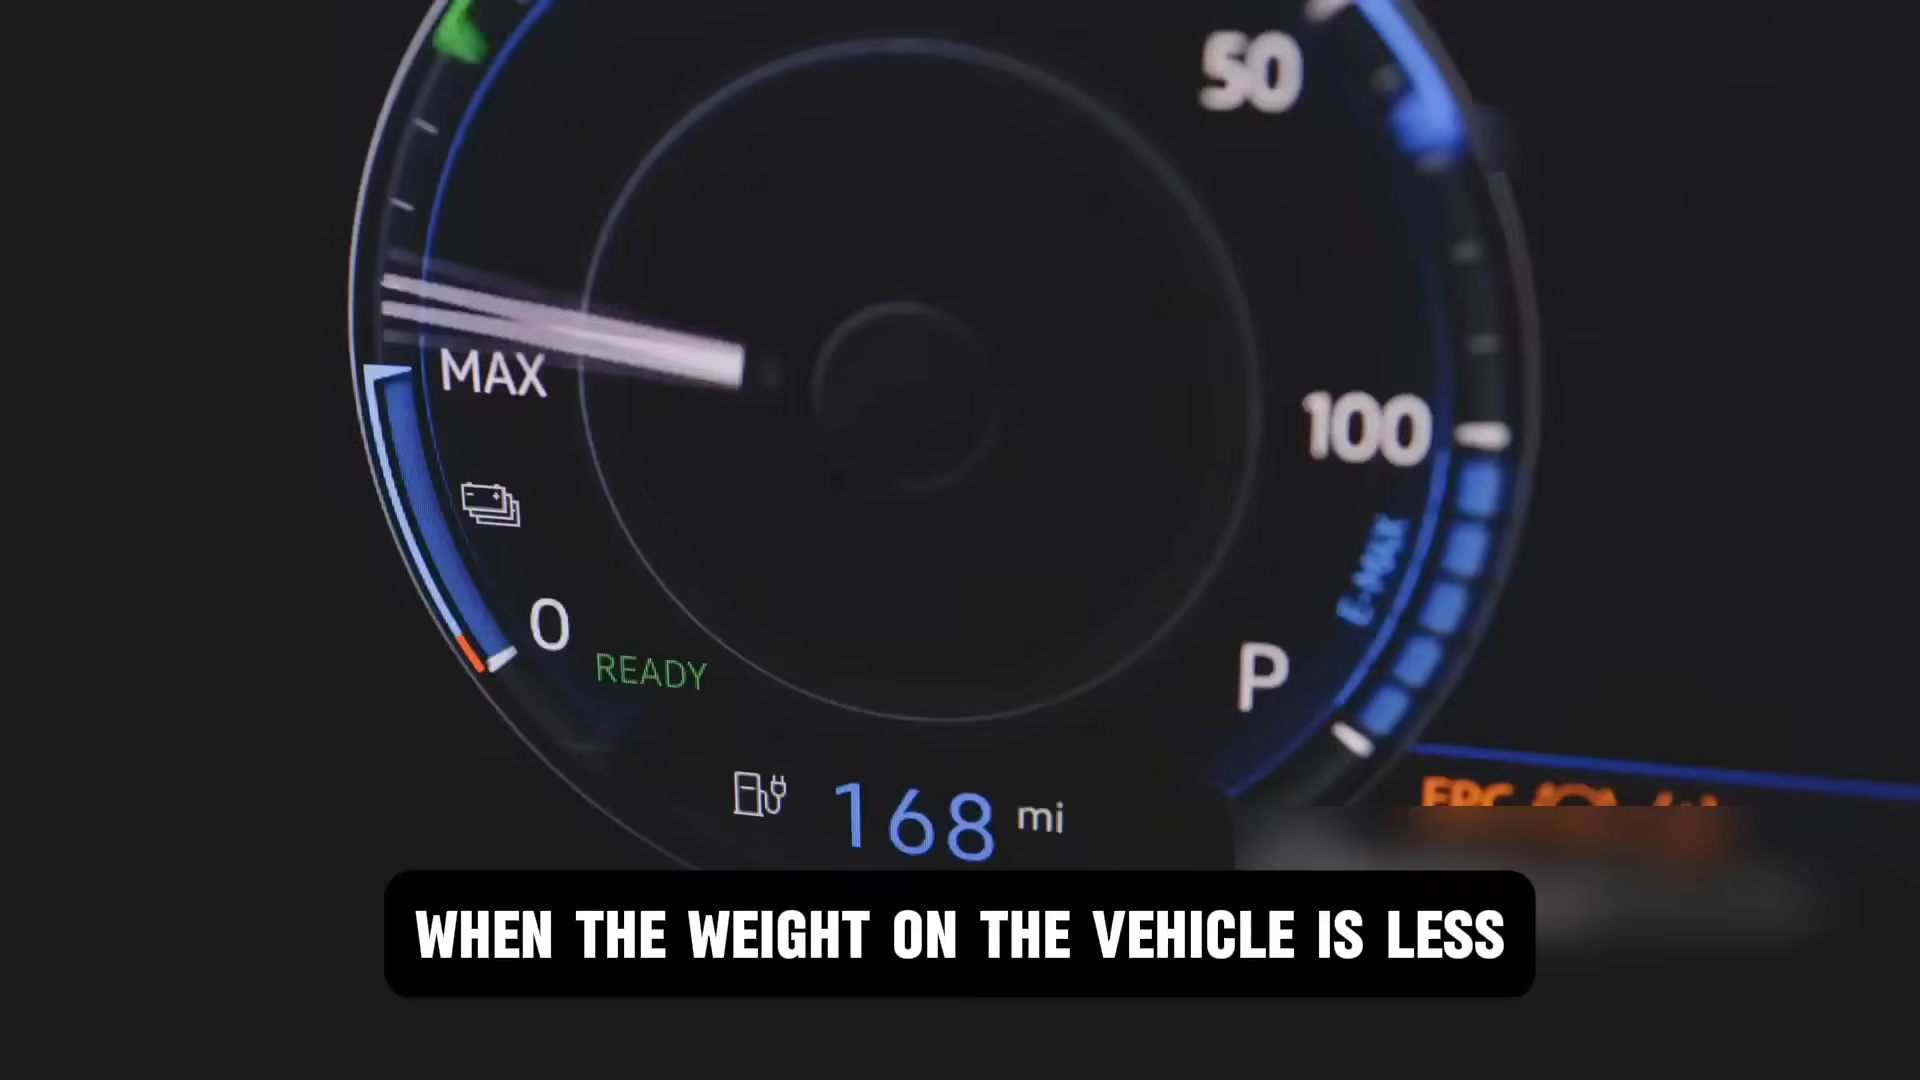 50
MAX
100
E-MAX
0
READY
P
168 mi
WHEN THE WEIGHT ON THE VEHICLE IS LESS